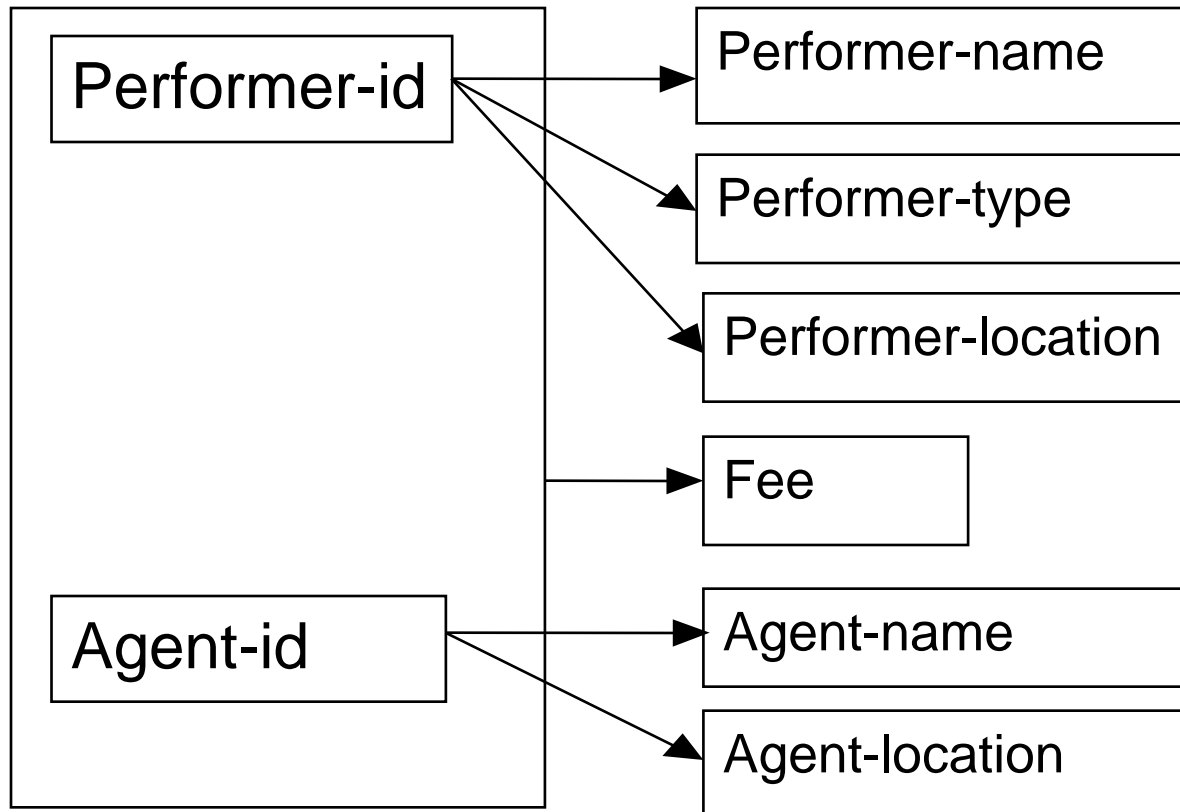 Performer-id
Performer-name
Performer-type
Performer-location
Fee
Agent-id
Agent-name
Agent-location